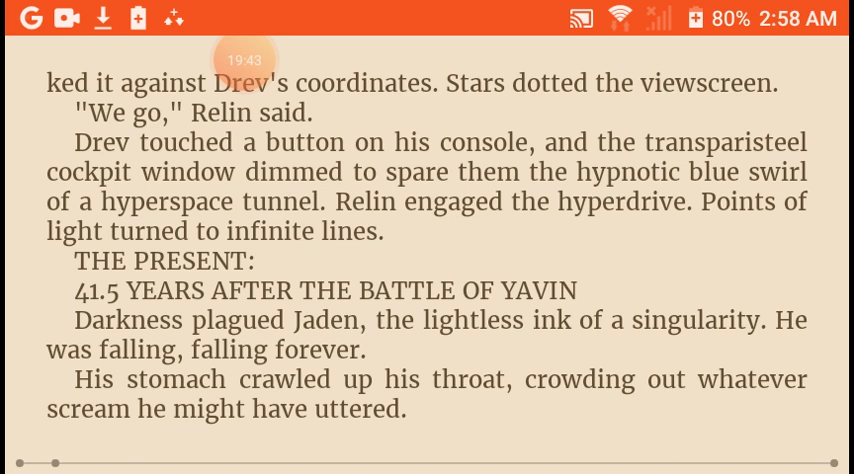 80% 2:58 AM
19:43
ked it against Drev's coordinates. Stars dotted the viewscreen.
"We go," Relin said.
Drev touched a button on his console, and the transparisteel
cockpit window dimmed to spare them the hypnotic blue swirl
of a hyperspace tunnel. Relin engaged the hyperdrive. Points of
light turned to infinite lines.
THE PRESENT:
41.5 YEARS AFTER THE BATTLE OF YAVIN
Darkness plagued Jaden, the lightless ink of a singularity. He
was falling, falling forever.
His stomach crawled up his throat, crowding out whatever
scream he might have uttered.